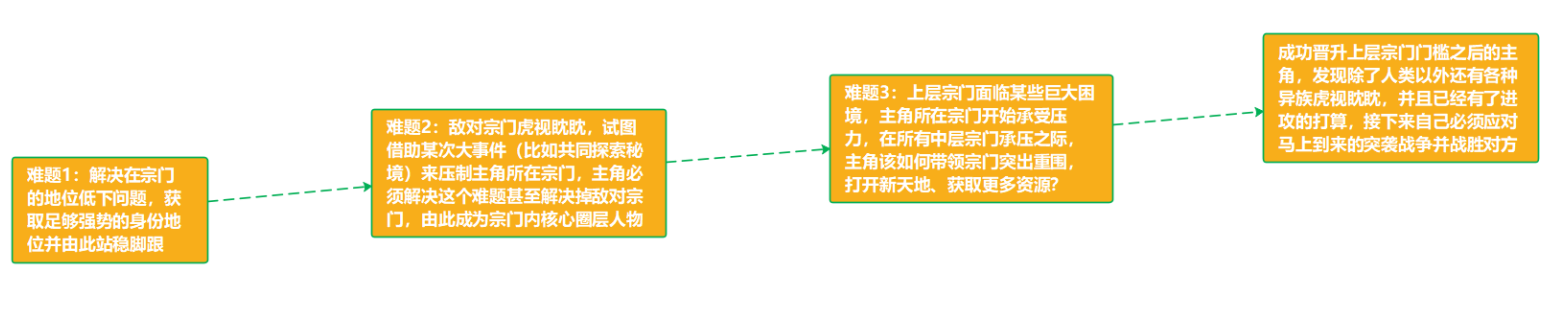 难题1：解决在宗门
的地位低下问题，获
取足够强势的身份地
位并由此站稳脚跟
难题2：敌对宗门虎视眈眈，试图
借助某次大事件（比如共同探索秘
境）来压制主角所在宗门，主角必
须解决这个难题甚至解决掉敌对宗
门，由此成为宗门内核心圈层人物
难题3：上层宗门面临某些巨大困
境，主角所在宗门开始承受压
力，在所有中层宗门承压之际，
主角该如何带领宗门突出重围，
打开新天地、获取更多资源？
成功晋升上层宗门门槛之后的主
角，发现除了人类以外还有各种
异族虎视眈眈，并且已经有了进
攻的打算，接下来自己必须应对
马上到来的突袭战争并战胜对方